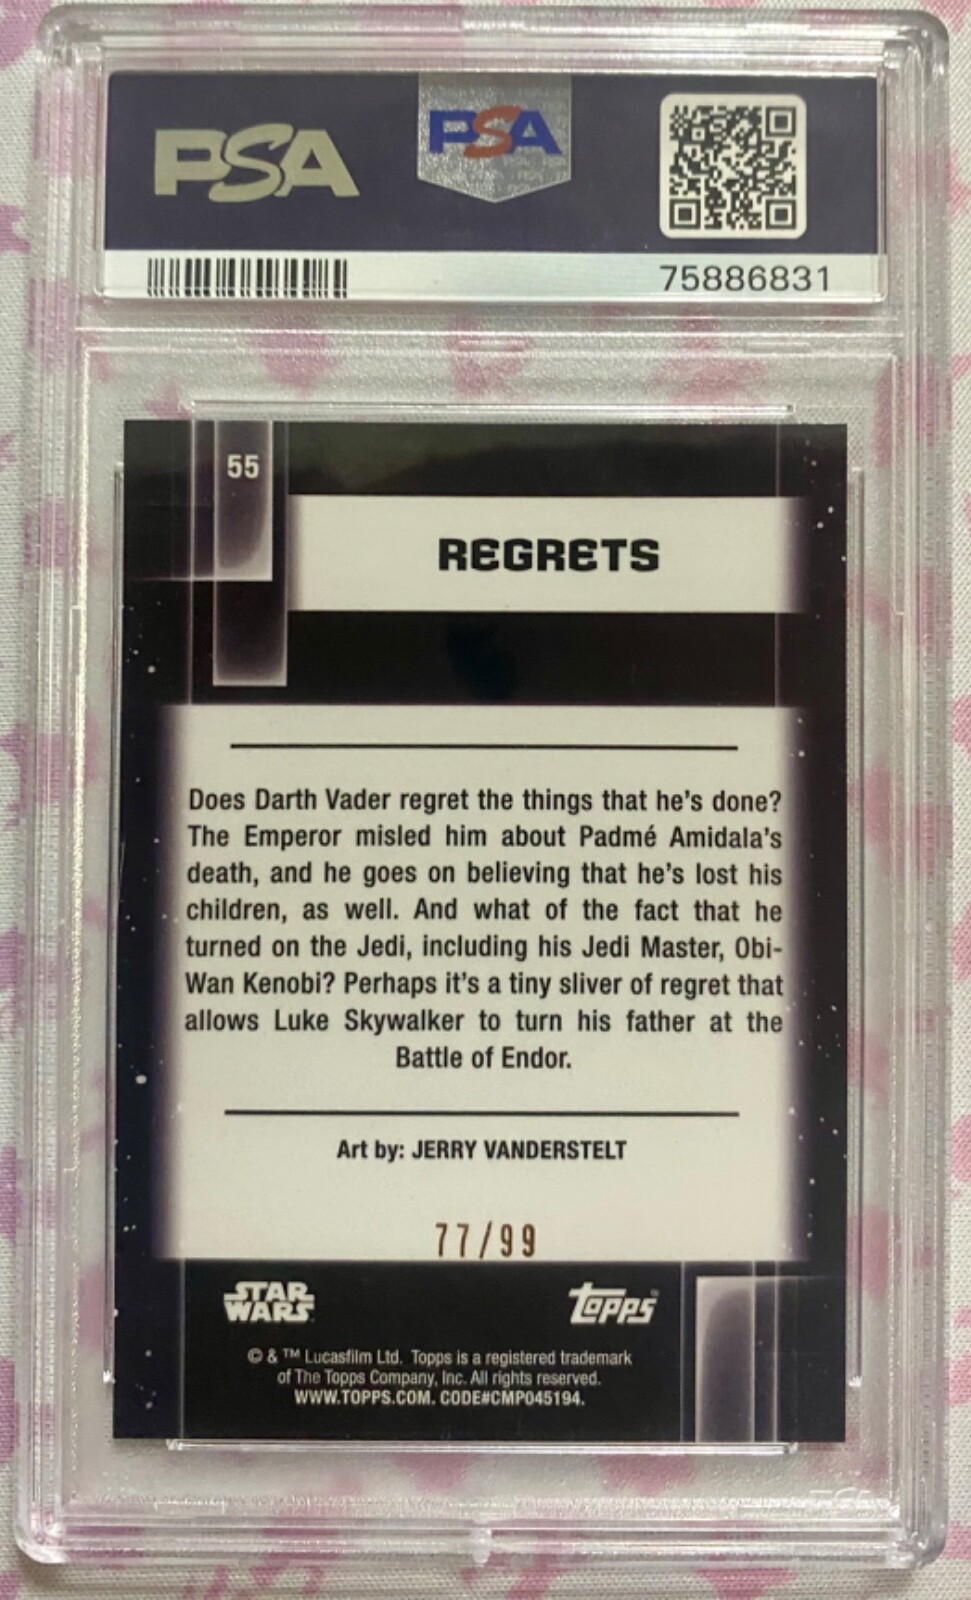 PSA
PSA
75886831
55
REGRETS
Does Darth Vader regret the things that he's done?
The Emperor misled him about Padmé Amidala's
death, and he goes on believing that he's lost his
children, as well. And what of the fact that he
turned on the Jedi, including his Jedi Master, Obi-
Wan Kenobi? Perhaps it's a tiny sliver of regret that
allows Luke Skywalker to turn his father at the
Battle of Endor.
Art by: JERRY VANDERSTELT
77/99
STAR
WARS
Topps
© & ™ Lucasfilm Ltd. Topps is a registered trademark
of The Topps Company, Inc. All rights reserved.
WWW.TOPPS.COM. CODE#CMP045194.